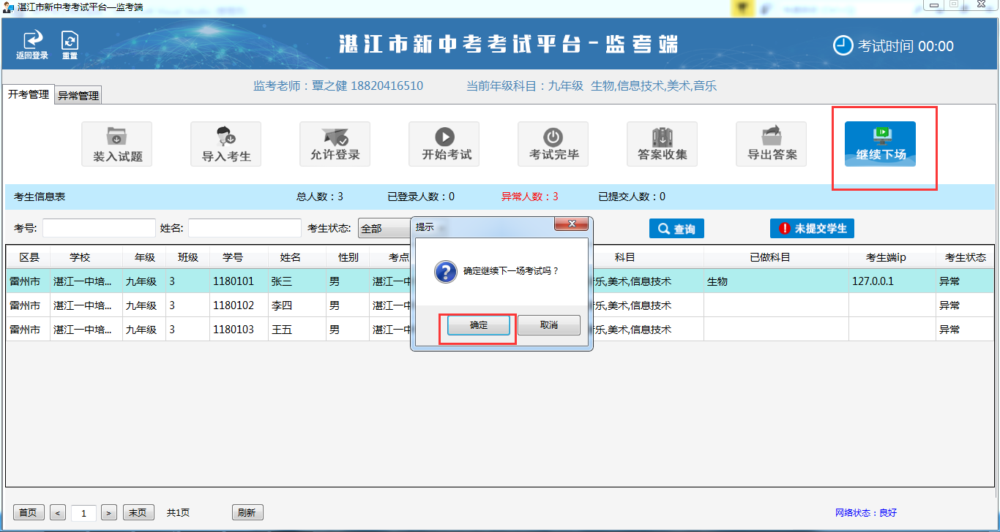 湛江市新中考考试平台—监考端
返回登录 重置 湛江市新中考考试平台-监考端 考试时间 00:00
监考老师：覃之健 18820416510 当前年级科目：九年级 生物,信息技术,美术,音乐
开考管理 异常管理
装入试题 导入考生 允许登录 开始考试 考试完毕 答案收集 导出答案 继续下场
考生信息表 总人数：3 已登录人数：0 异常人数：3 已提交人数：0
考号: 姓名: 考生状态: 全部 查询 未提交学生
区县 学校 年级 班级 学号 姓名 性别 考点 科目 已做科目 考生端ip 考生状态
雷州市 湛江一中培... 九年级 3 1180101 张三 男 湛江一中 乐,美术,信息技术 生物 127.0.0.1 异常
雷州市 湛江一中培... 九年级 3 1180102 李四 男 湛江一中 乐,美术,信息技术 异常
雷州市 湛江一中培... 九年级 3 1180103 王五 男 湛江一中 乐,美术,信息技术 异常
提示
确定继续下一场考试吗？
确定 取消
首页 < 1 > 末页 共1页 刷新 网络状态：良好